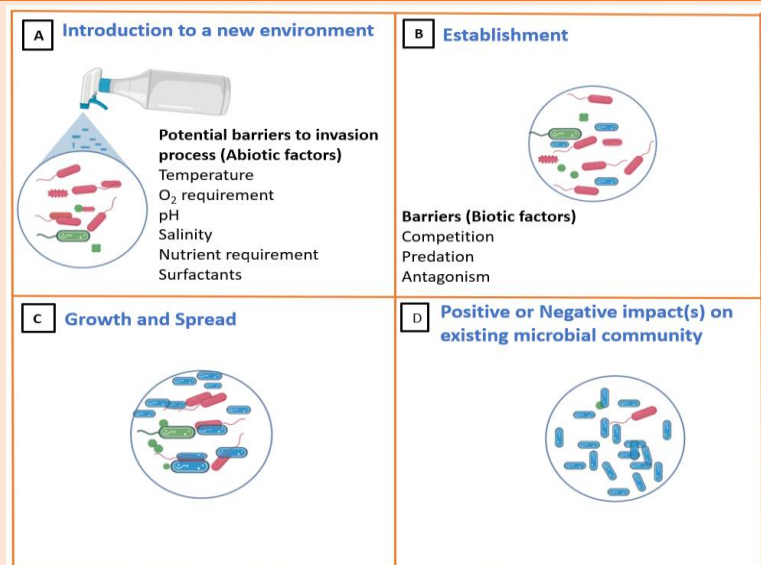 A
Introduction to a new environment
Potential barriers to invasion
process (Abiotic factors)
Temperature
O₂ requirement
pH
Salinity
Nutrient requirement
Surfactants
B
Establishment
Barriers (Biotic factors)
Competition
Predation
Antagonism
C
Growth and Spread
D
Positive or Negative impact(s) on
existing microbial community